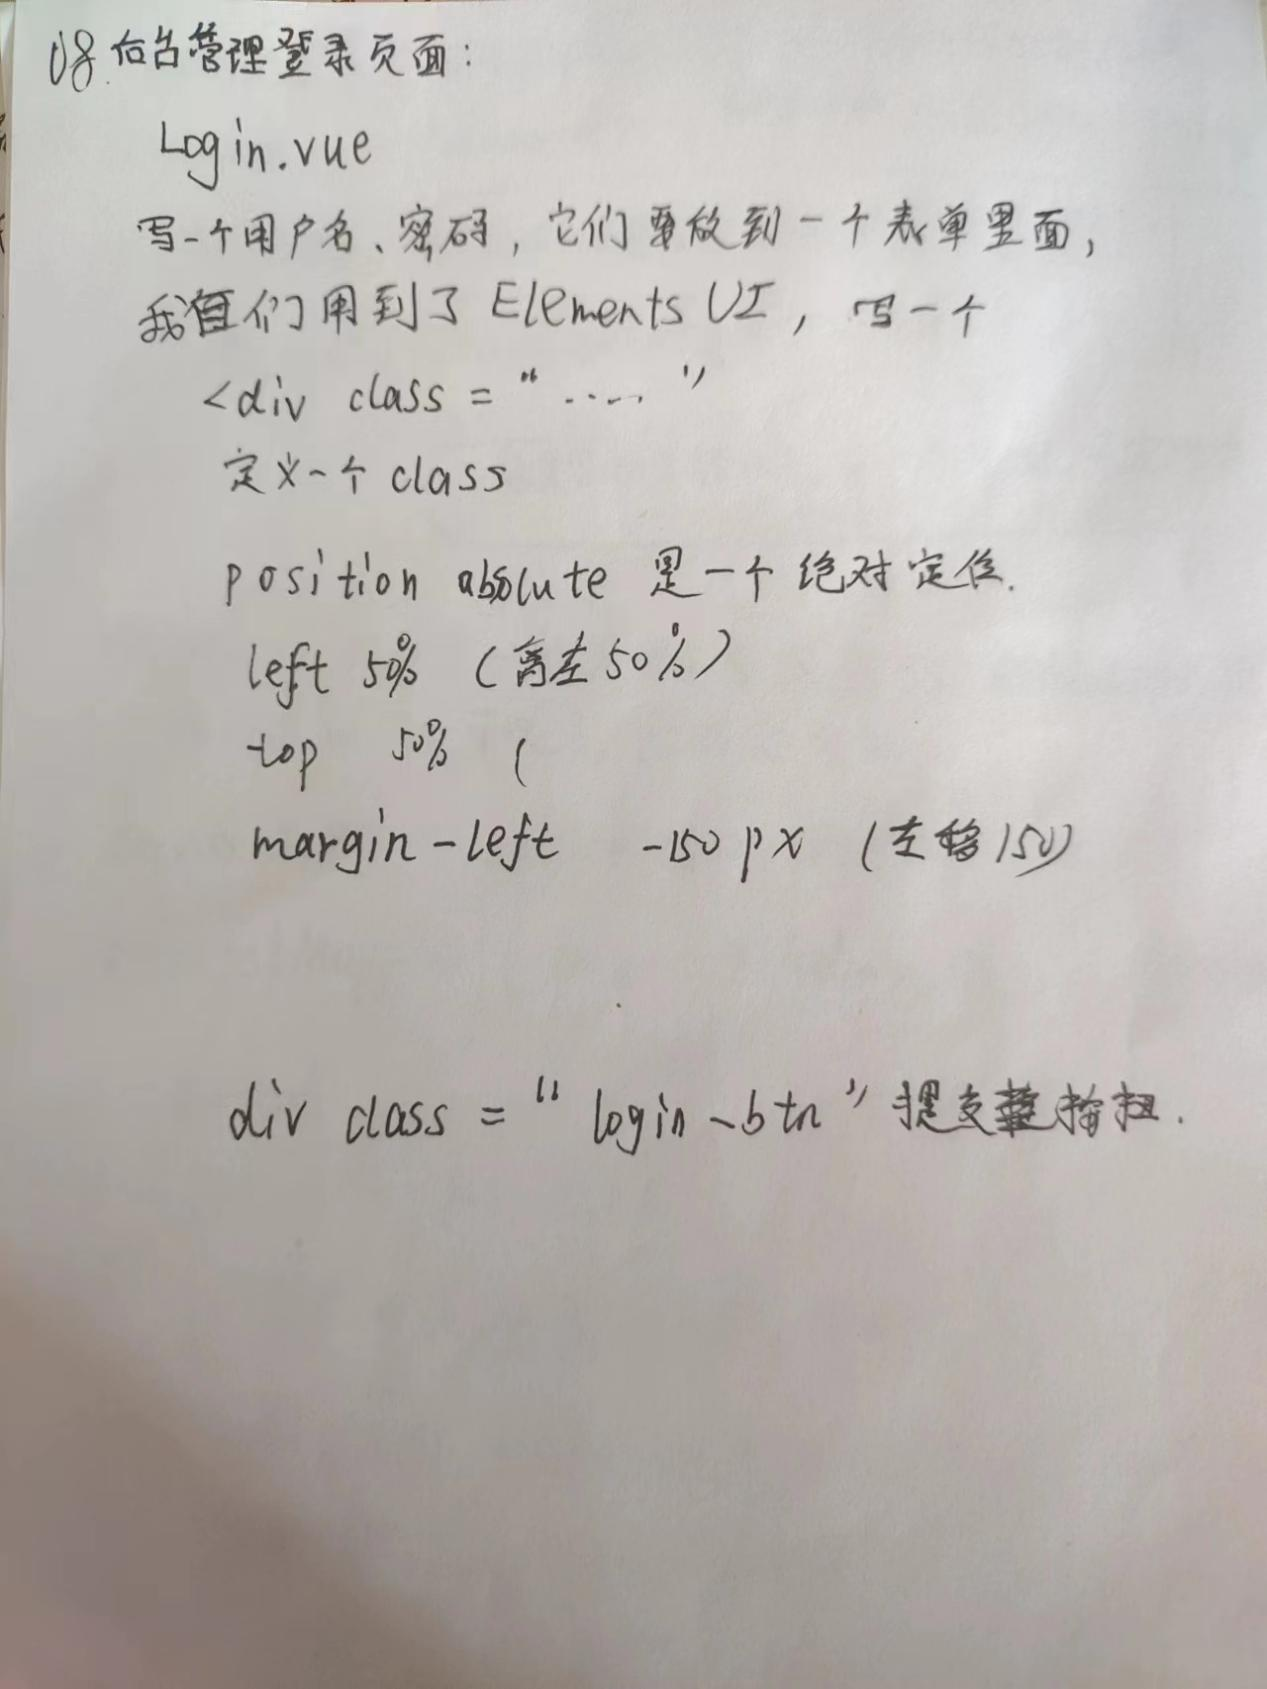 08. 后台管理登录页面:
Login.vue
写一个用户名、密码, 它们要放到一个表单里面,
我们用到了 Elements UI, 写一个
<div class = "....."
定义一个 class
position absolute 是一个绝对定位.
left 50% (离左50%)
top 50% (
margin-left -150px (左移150)
div class = "login-btn" 提交按扭.